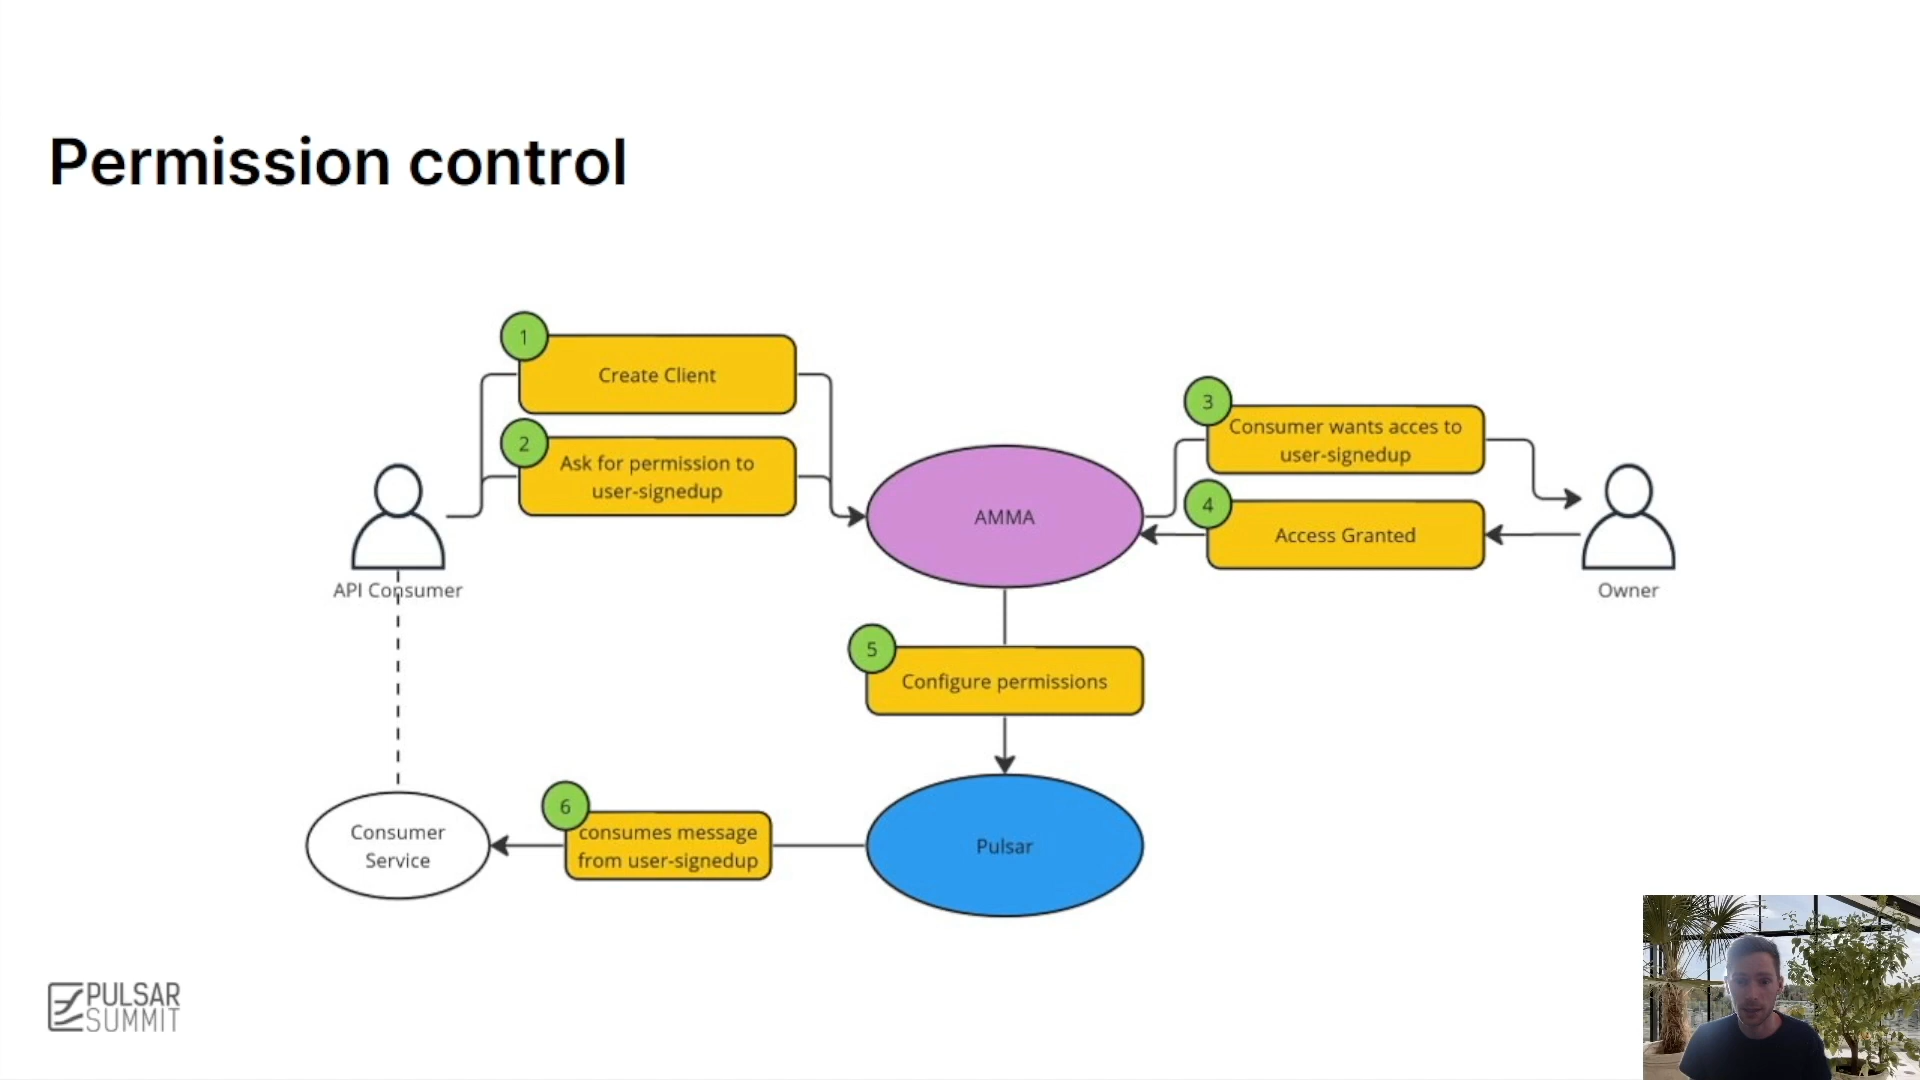 Permission control
1
Create Client
2
Ask for permission to
user-signedup
3
Consumer wants acces to
user-signedup
4
Access Granted
AMMA
API Consumer
Owner
5
Configure permissions
6
consumes message
from user-signedup
Consumer
Service
Pulsar
PULSAR
SUMMIT